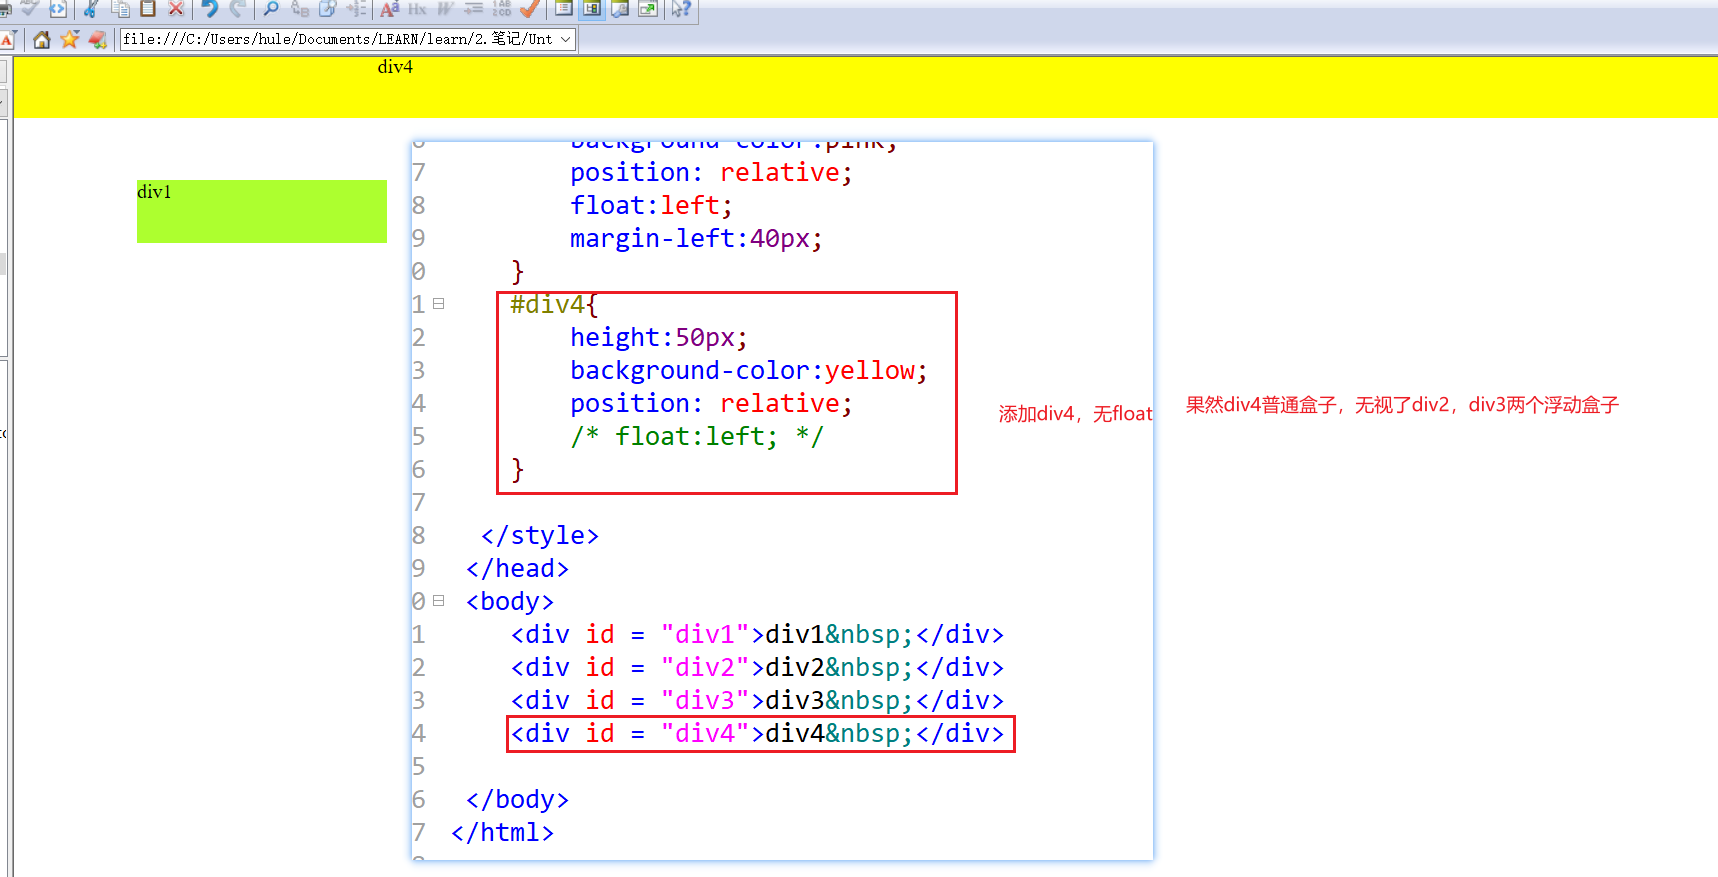 file:///C:/Users/hule/Documents/LEARN/learn/2.笔记/Unt
div4
div1
background-color:pink;
7 position: relative;
8 float:left;
9 margin-left:40px;
0 }
1 #div4{
2 height:50px;
3 background-color:yellow;
4 position: relative;
5 /* float:left; */
6 }
7
8 </style>
9 </head>
0 <body>
1 <div id = "div1">div1&nbsp;</div>
2 <div id = "div2">div2&nbsp;</div>
3 <div id = "div3">div3&nbsp;</div>
4 <div id = "div4">div4&nbsp;</div>
5
6 </body>
7 </html>
添加div4，无float
果然div4普通盒子，无视了div2，div3两个浮动盒子